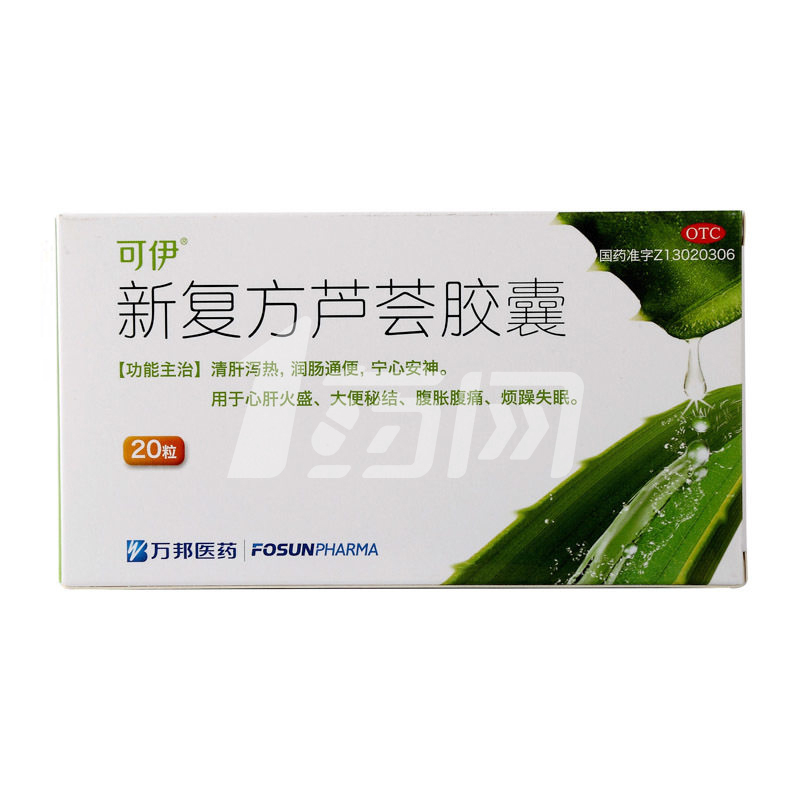 可伊®
OTC
国药准字Z13020306
新复方芦荟胶囊
【功能主治】清肝泻热，润肠通便，宁心安神。
用于心肝火盛、大便秘结、腹胀腹痛、烦躁失眠。
1药网
20粒
万邦医药 | FOSUNPHARMA